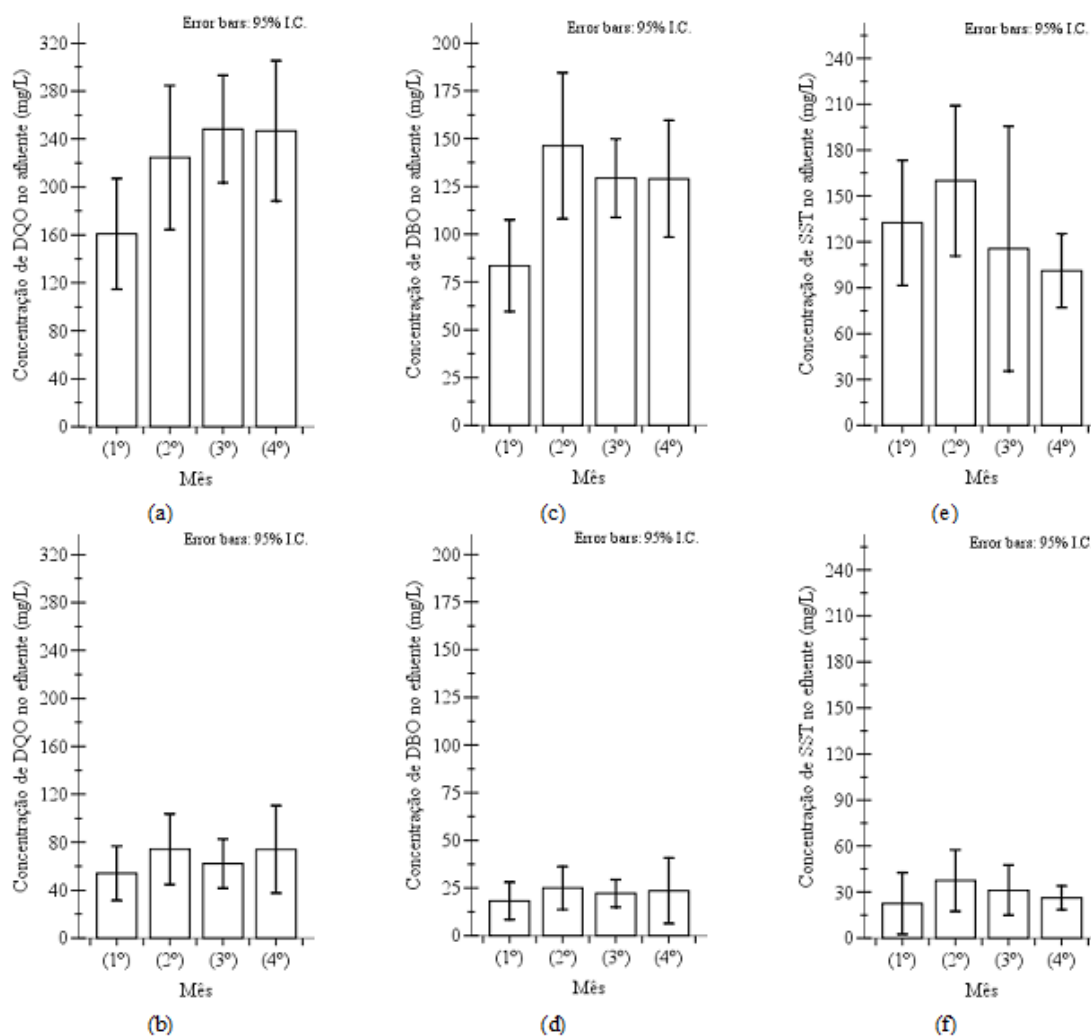 Error bars: 95% I.C.
Concentração de DQO no afluente (mg/L)
320
280
240
200
160
120
80
40
0
(1º) (2º) (3º) (4º)
Mês
(a)
Error bars: 95% I.C.
Concentração de DBO no afluente (mg/L)
200
175
150
125
100
75
50
25
0
(1º) (2º) (3º) (4º)
Mês
(c)
Error bars: 95% I.C.
Concentração de SST no afluente (mg/L)
240
210
180
150
120
90
60
30
0
(1º) (2º) (3º) (4º)
Mês
(e)
Error bars: 95% I.C.
Concentração de DQO no efluente (mg/L)
320
280
240
200
160
120
80
40
0
(1º) (2º) (3º) (4º)
Mês
(b)
Error bars: 95% I.C.
Concentração de DBO no efluente (mg/L)
200
175
150
125
100
75
50
25
0
(1º) (2º) (3º) (4º)
Mês
(d)
Error bars: 95% I.C.
Concentração de SST no efluente (mg/L)
240
210
180
150
120
90
60
30
0
(1º) (2º) (3º) (4º)
Mês
(f)